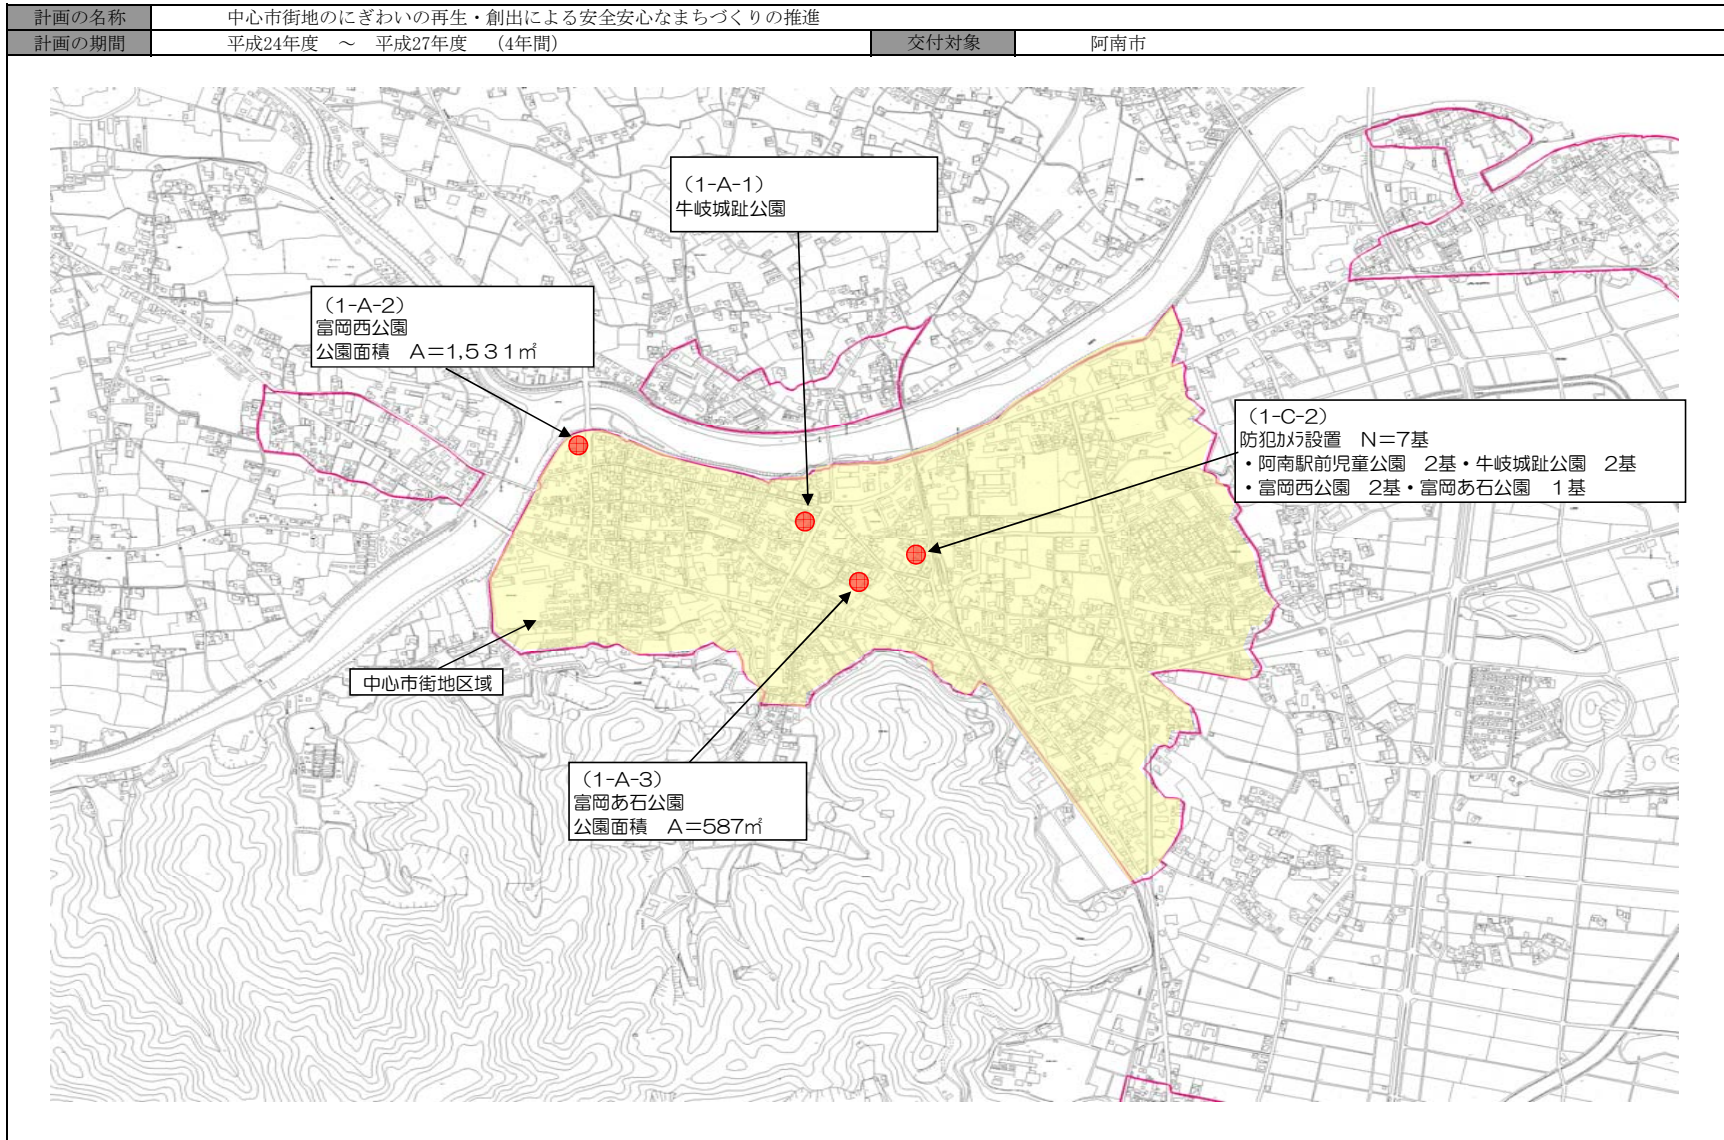 計画の名称 中心市街地のにぎわいの再生・創出による安全安心なまちづくりの推進
計画の期間 平成24年度 ～ 平成27年度 （4年間） 交付対象 阿南市
（1-A-1）
牛岐城趾公園
（1-A-2）
富岡西公園
公園面積 A＝1,531㎡
（1-C-2）
防犯ｶﾒﾗ設置 N＝7基
・阿南駅前児童公園 2基・牛岐城趾公園 2基
・富岡西公園 2基・富岡あ石公園 1基
中心市街地区域
（1-A-3）
富岡あ石公園
公園面積 A＝587㎡